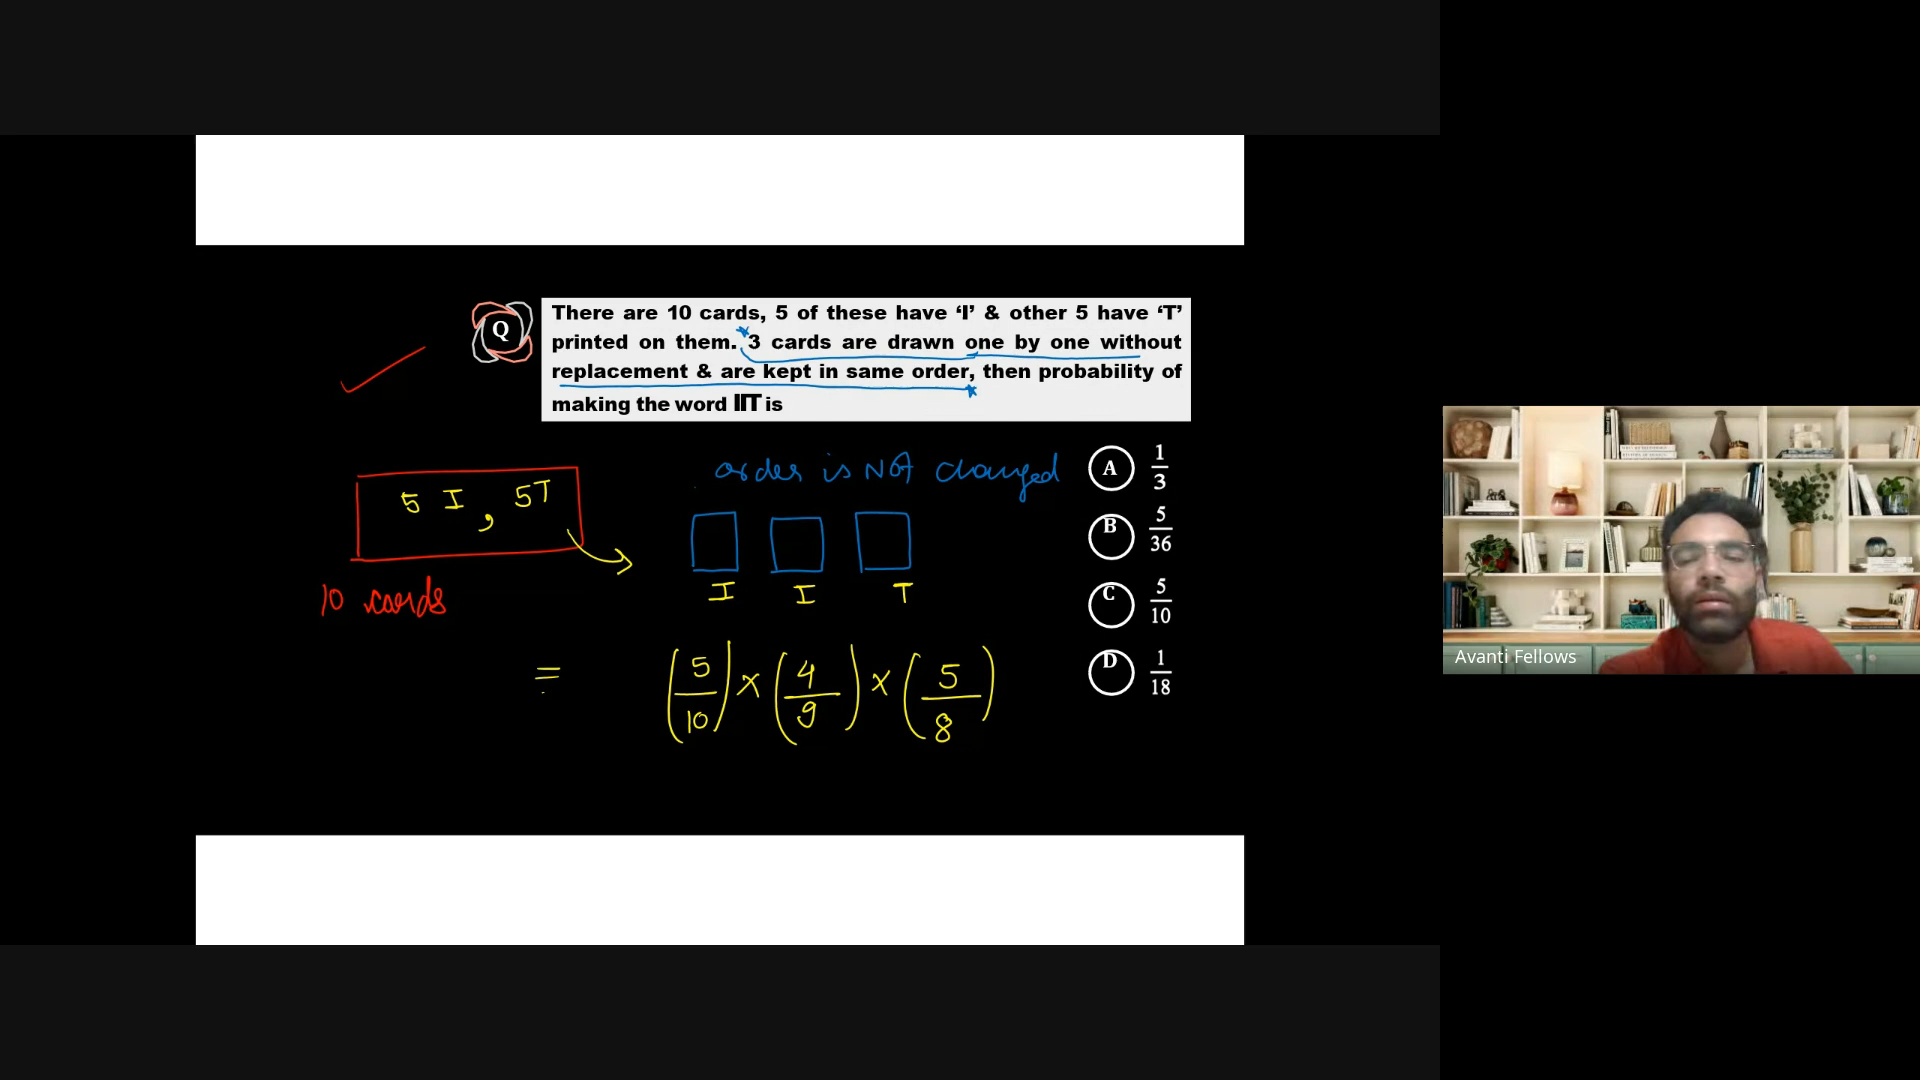 Q
There are 10 cards, 5 of these have ‘I’ & other 5 have ‘T’
printed on them. 3 cards are drawn one by one without
replacement & are kept in same order, then probability of
making the word IIT is
order is NOT changed
A 1/3
B 5/36
C 5/10
D 1/18
5 I , 5T
10 cards
I I T
= (5/10) × (4/9) × (5/8)
Avanti Fellows